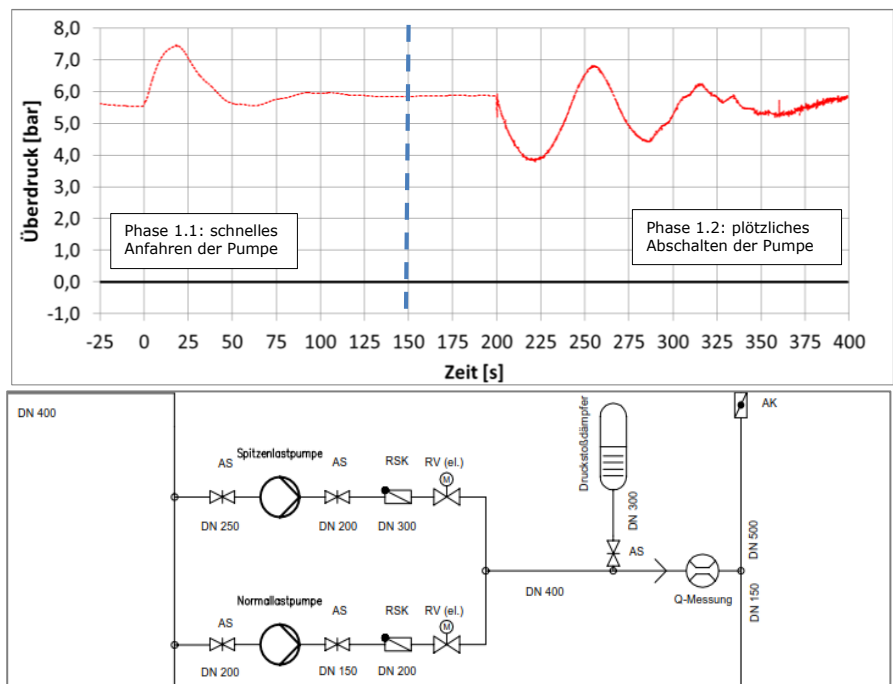 8,0
7,0
6,0
5,0
4,0
3,0
2,0
1,0
0,0
-1,0
Überdruck [bar]
Phase 1.1: schnelles
Anfahren der Pumpe
Phase 1.2: plötzliches
Abschalten der Pumpe
-25 0 25 50 75 100 125 150 175 200 225 250 275 300 325 350 375 400
Zeit [s]
DN 400
AK
Spitzenlastpumpe
Druckstoßdämpfer
AS AS RSK RV (el.)
M
DN 250 DN 200 DN 300
DN 300
DN 500
AS
DN 400
Q-Messung
DN 150
Normallastpumpe
AS AS RSK RV (el.)
M
DN 200 DN 150 DN 200